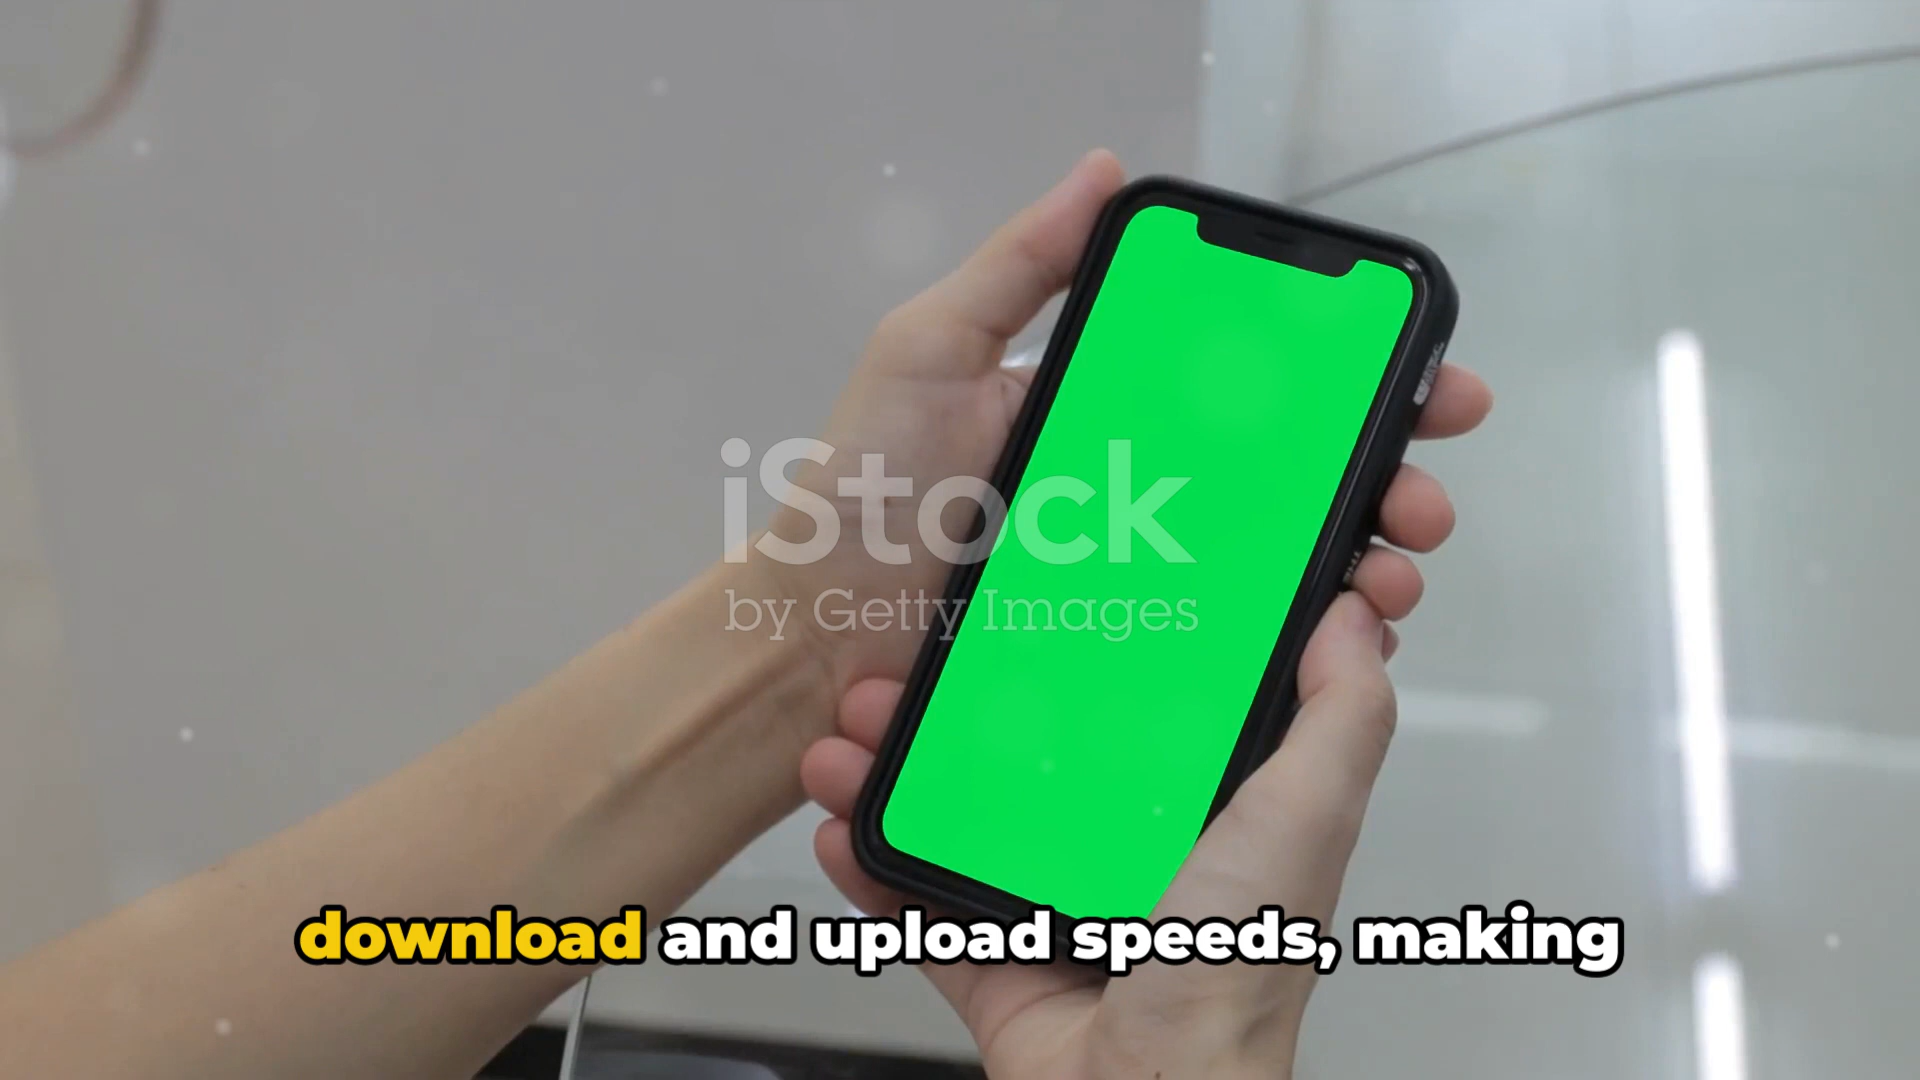 iStock
by Getty Images
download and upload speeds, making